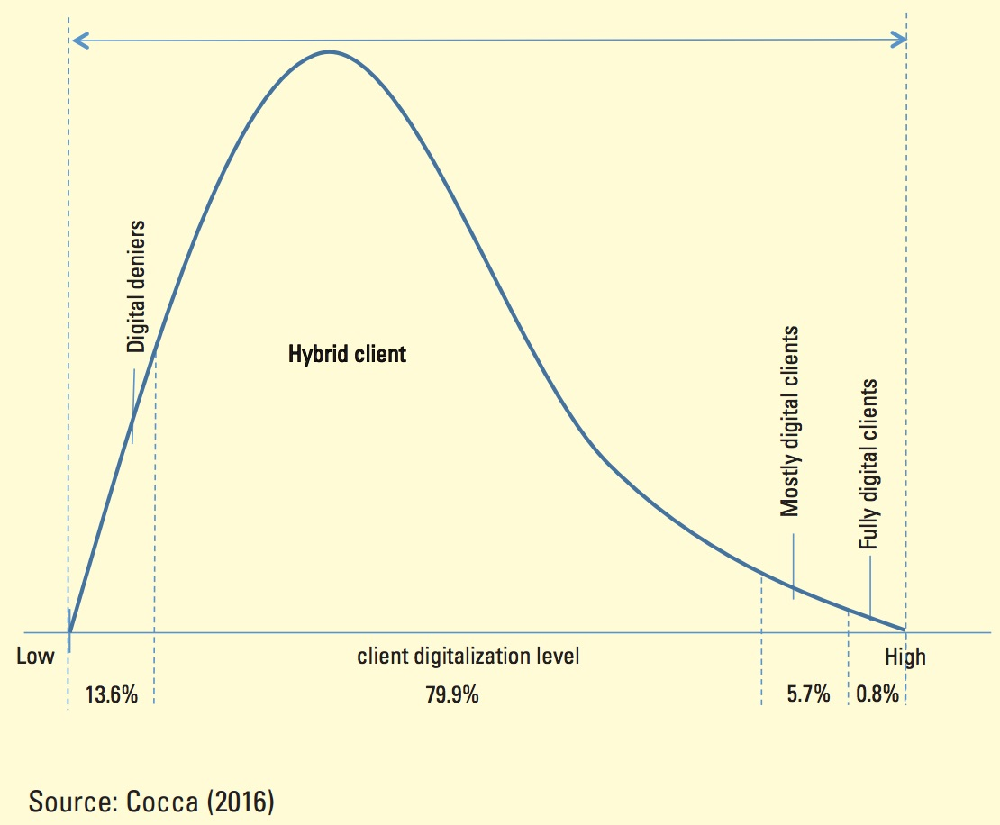 Digital deniers
Hybrid client
Mostly digital clients
Fully digital clients
Low
client digitalization level
High
13.6%
79.9%
5.7%
0.8%
Source: Cocca (2016)